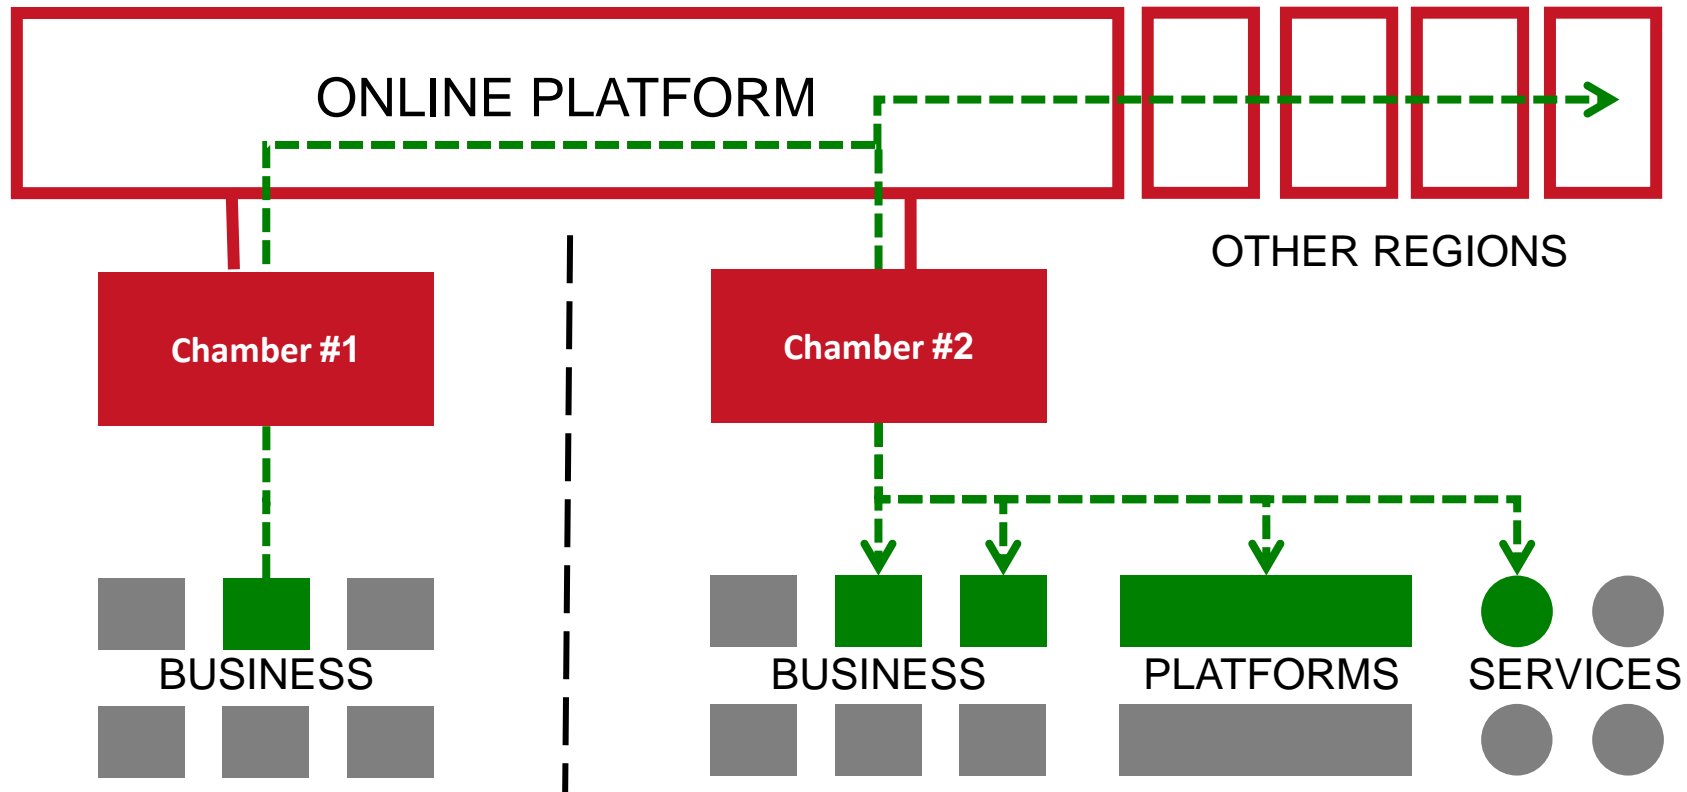 ONLINE PLATFORM
OTHER REGIONS
Chamber #1
Chamber #2
BUSINESS
BUSINESS
PLATFORMS
SERVICES